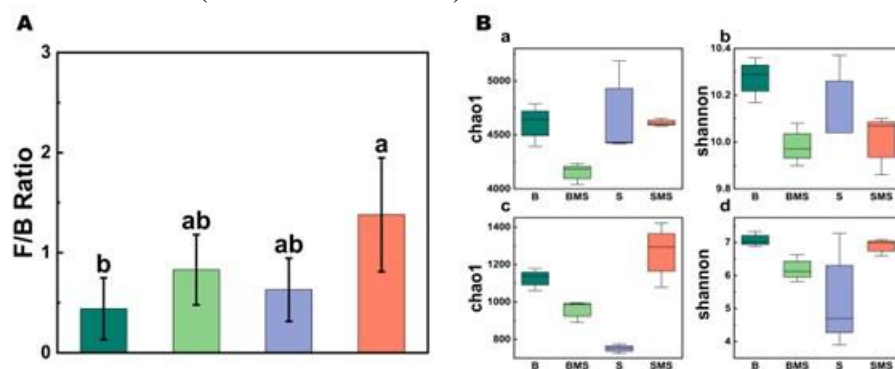 A
F/B Ratio
3
2
1
0
b
ab
ab
a
B
a
chao1
5000
4500
4000
B BMS S SMS
b
shannon
10.4
10.2
10.0
9.8
B BMS S SMS
c
chao1
1400
1200
1000
800
B BMS S SMS
d
shannon
7
6
5
4
B BMS S SMS